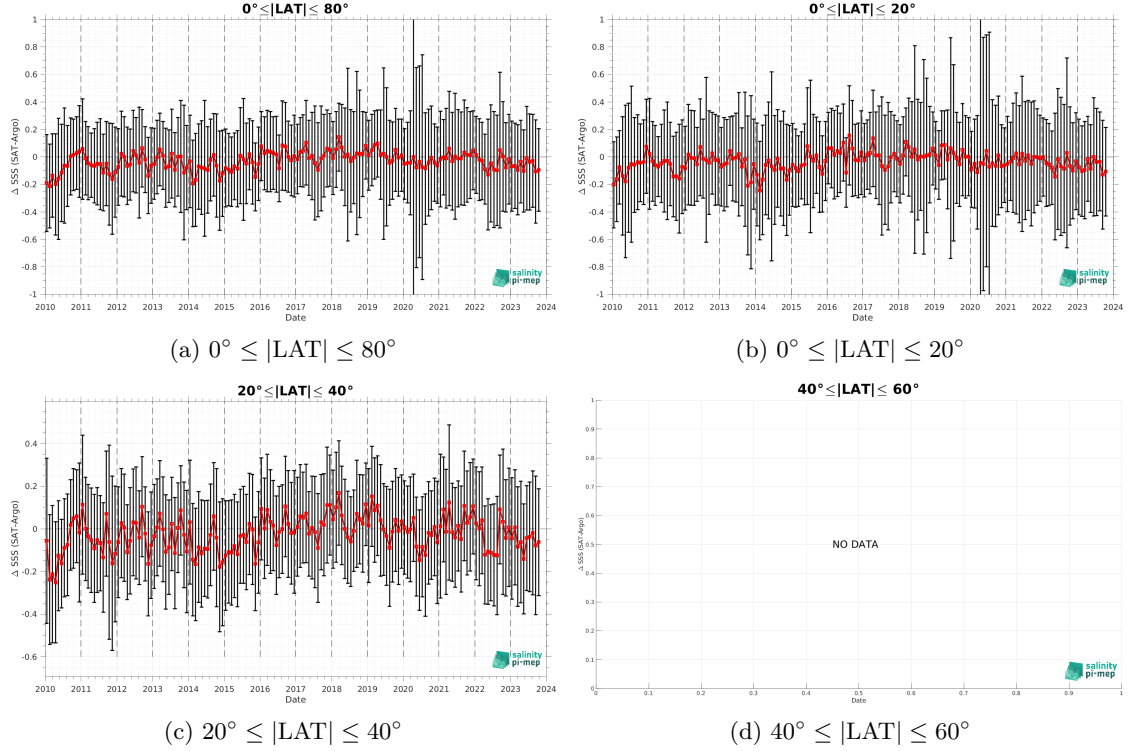 0°≤|LAT|≤ 80°
1
0.8
0.6
0.4
0.2
0
-0.2
-0.4
-0.6
-0.8
-1
Δ SSS (SAT-Argo)
2010 2011 2012 2013 2014 2015 2016 2017 2018 2019 2020 2021 2022 2023 2024
Date
salinity
pi-mep
(a) 0° ≤ |LAT| ≤ 80°
0°≤|LAT|≤ 20°
1
0.8
0.6
0.4
0.2
0
-0.2
-0.4
-0.6
-0.8
-1
Δ SSS (SAT-Argo)
2010 2011 2012 2013 2014 2015 2016 2017 2018 2019 2020 2021 2022 2023 2024
Date
salinity
pi-mep
(b) 0° ≤ |LAT| ≤ 20°
20°≤|LAT|≤ 40°
0.4
0.2
0
-0.2
-0.4
-0.6
Δ SSS (SAT-Argo)
2010 2011 2012 2013 2014 2015 2016 2017 2018 2019 2020 2021 2022 2023 2024
Date
salinity
pi-mep
(c) 20° ≤ |LAT| ≤ 40°
40°≤|LAT|≤ 60°
1
0.9
0.8
0.7
0.6
0.5
0.4
0.3
0.2
0.1
0
Δ SSS (SAT-Argo)
NO DATA
0 0.1 0.2 0.3 0.4 0.5 0.6 0.7 0.8 0.9 1
Date
salinity
pi-mep
(d) 40° ≤ |LAT| ≤ 60°